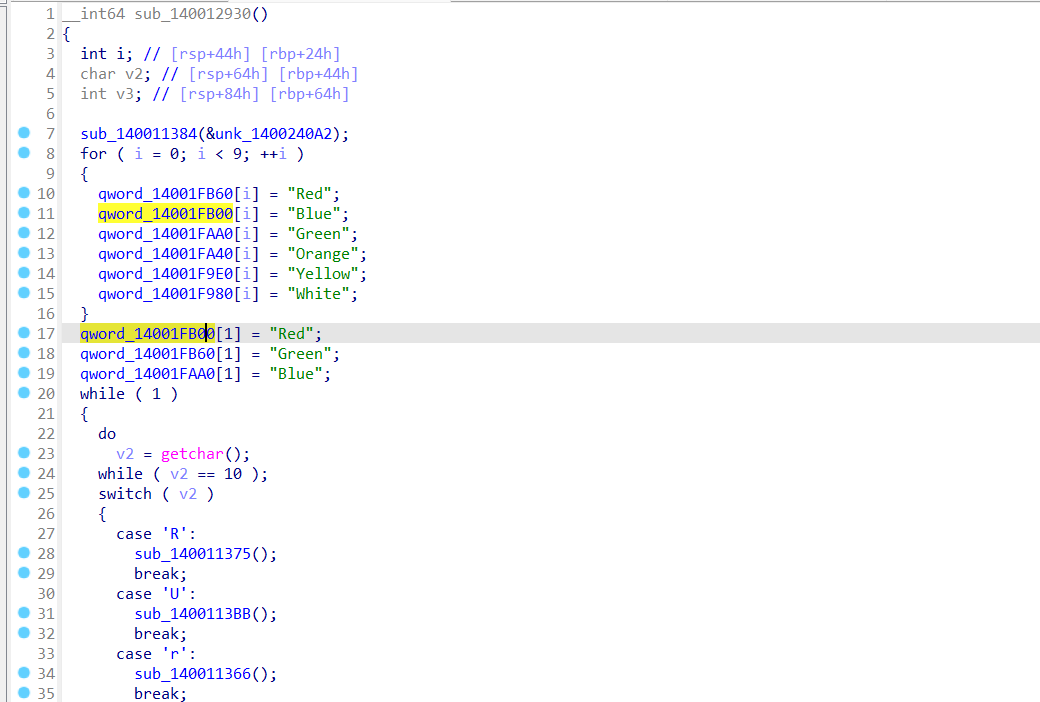 1 __int64 sub_140012930()
2 {
3 int i; // [rsp+44h] [rbp+24h]
4 char v2; // [rsp+64h] [rbp+44h]
5 int v3; // [rsp+84h] [rbp+64h]
6
7 sub_140011384(&unk_1400240A2);
8 for ( i = 0; i < 9; ++i )
9 {
10 qword_14001FB60[i] = "Red";
11 qword_14001FB00[i] = "Blue";
12 qword_14001FAA0[i] = "Green";
13 qword_14001FA40[i] = "Orange";
14 qword_14001F9E0[i] = "Yellow";
15 qword_14001F980[i] = "White";
16 }
17 qword_14001FB00[1] = "Red";
18 qword_14001FB60[1] = "Green";
19 qword_14001FAA0[1] = "Blue";
20 while ( 1 )
21 {
22 do
23 v2 = getchar();
24 while ( v2 == 10 );
25 switch ( v2 )
26 {
27 case 'R':
28 sub_140011375();
29 break;
30 case 'U':
31 sub_1400113BB();
32 break;
33 case 'r':
34 sub_140011366();
35 break;